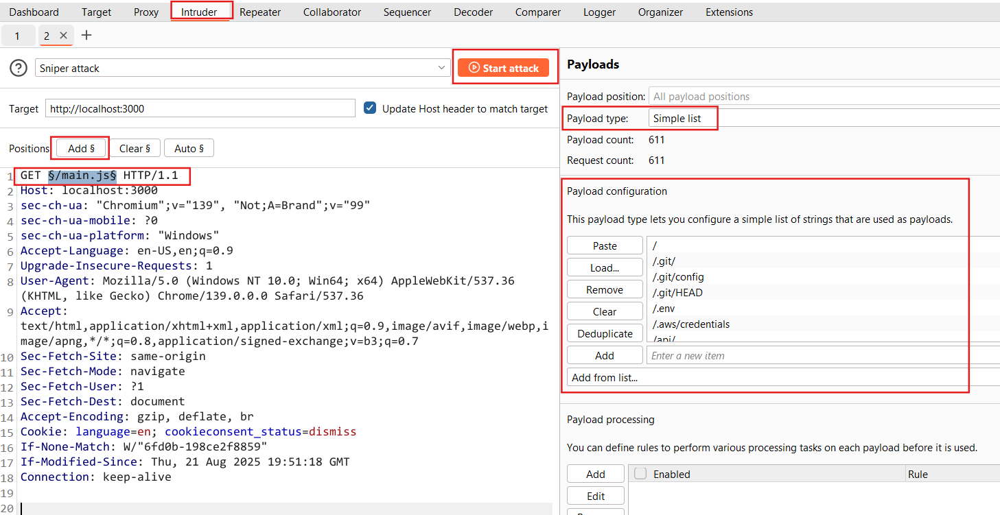 Dashboard Target Proxy Intruder Repeater Collaborator Sequencer Decoder Comparer Logger Organizer Extensions
1 2 × +
? Sniper attack Start attack
Target http://localhost:3000 Update Host header to match target
Positions Add § Clear § Auto §
1 GET §/main.js§ HTTP/1.1
2 Host: localhost:3000
3 sec-ch-ua: "Chromium";v="139", "Not;A=Brand";v="99"
4 sec-ch-ua-mobile: ?0
5 sec-ch-ua-platform: "Windows"
6 Accept-Language: en-US,en;q=0.9
7 Upgrade-Insecure-Requests: 1
8 User-Agent: Mozilla/5.0 (Windows NT 10.0; Win64; x64) AppleWebKit/537.36
(KHTML, like Gecko) Chrome/139.0.0.0 Safari/537.36
9 Accept:
text/html,application/xhtml+xml,application/xml;q=0.9,image/avif,image/webp,i
mage/apng,*/*;q=0.8,application/signed-exchange;v=b3;q=0.7
10 Sec-Fetch-Site: same-origin
11 Sec-Fetch-Mode: navigate
12 Sec-Fetch-User: ?1
13 Sec-Fetch-Dest: document
14 Accept-Encoding: gzip, deflate, br
15 Cookie: language=en; cookieconsent_status=dismiss
16 If-None-Match: W/"6fd0b-198ce2f8859"
17 If-Modified-Since: Thu, 21 Aug 2025 19:51:18 GMT
18 Connection: keep-alive
19
20
Payloads
Payload position: All payload positions
Payload type: Simple list
Payload count: 611
Request count: 611
Payload configuration
This payload type lets you configure a simple list of strings that are used as payloads.
Paste
Load...
Remove
Clear
Deduplicate
/
/.git/
/.git/config
/.git/HEAD
/.env
/.aws/credentials
/api/
Add Enter a new item
Add from list...
Payload processing
You can define rules to perform various processing tasks on each payload before it is used.
Add Enabled Rule
Edit